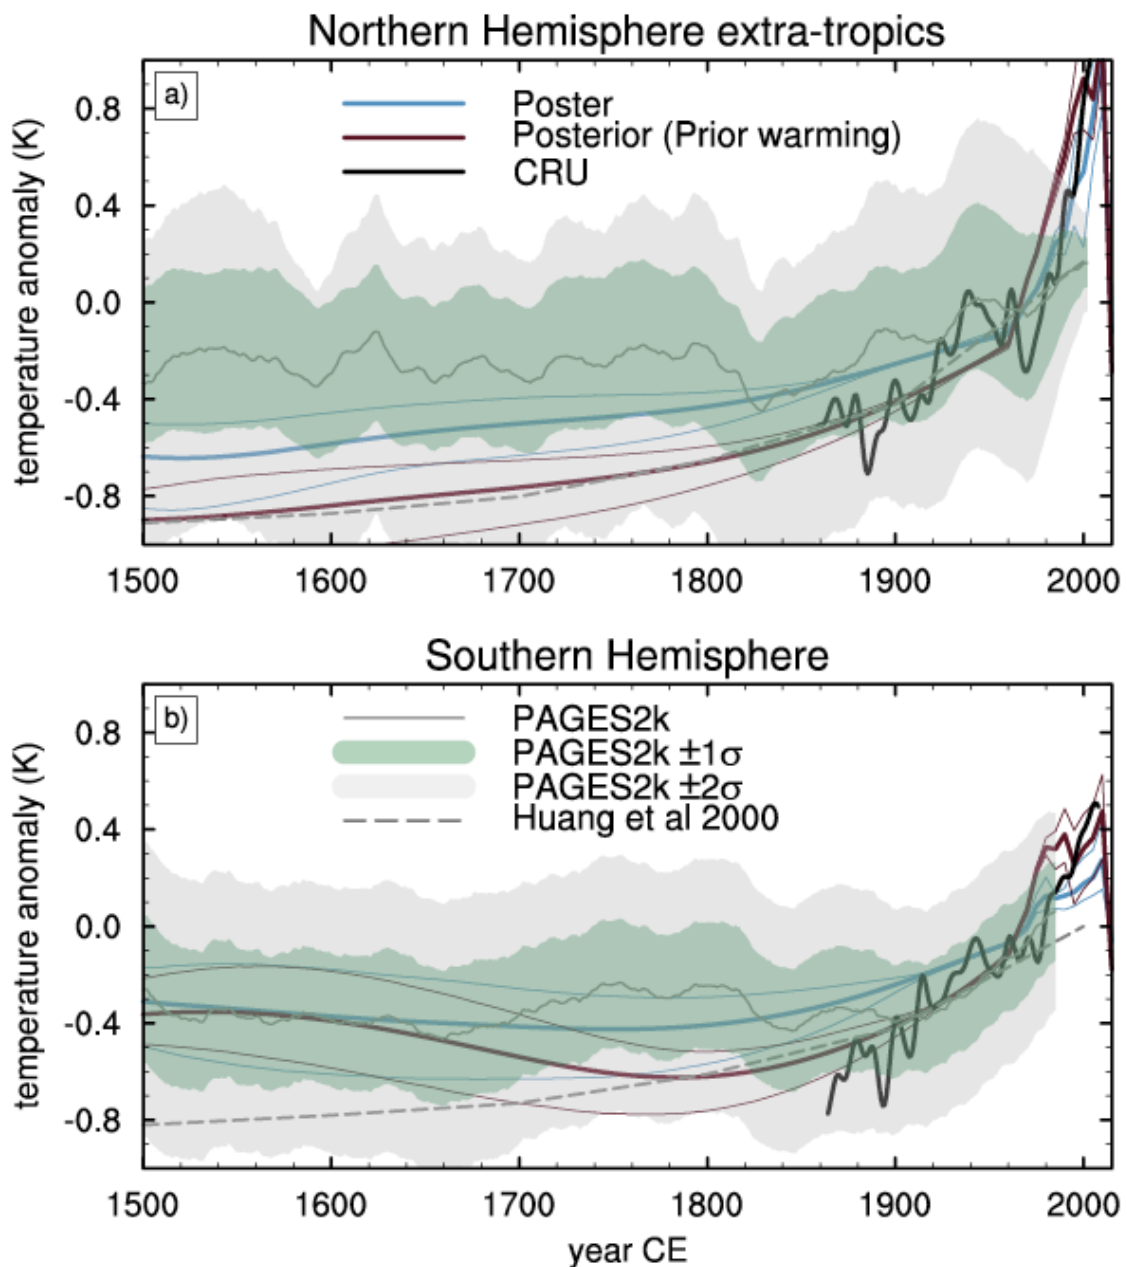 Northern Hemisphere extra-tropics
a)
Poster
Posterior (Prior warming)
CRU
temperature anomaly (K)
0.8
0.4
0.0
-0.4
-0.8
1500 1600 1700 1800 1900 2000
Southern Hemisphere
b)
PAGES2k
PAGES2k ±1σ
PAGES2k ±2σ
Huang et al 2000
temperature anomaly (K)
0.8
0.4
0.0
-0.4
-0.8
1500 1600 1700 1800 1900 2000
year CE